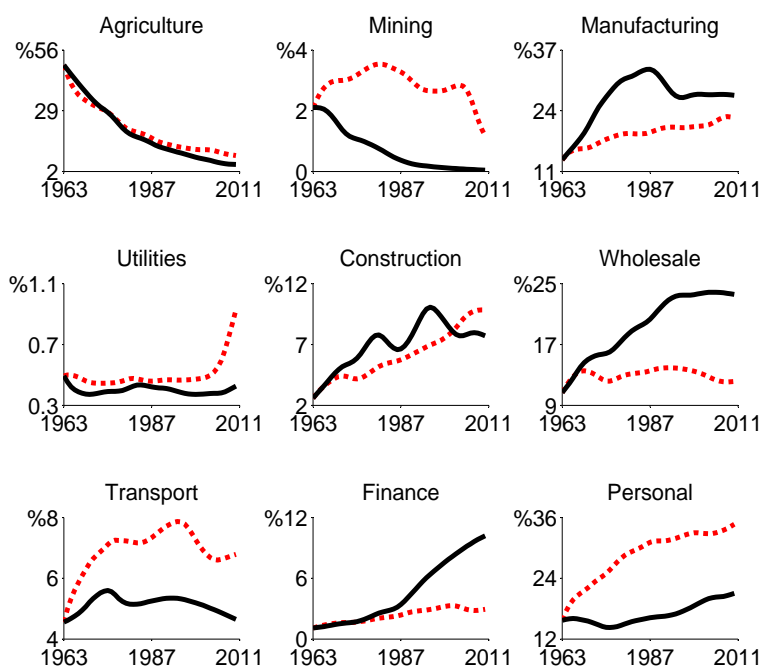 Agriculture
%56
29
2
1963 1987 2011
Mining
%4
2
0
1963 1987 2011
Manufacturing
%37
24
11
1963 1987 2011
Utilities
%1.1
0.7
0.3
1963 1987 2011
Construction
%12
7
2
1963 1987 2011
Wholesale
%25
17
9
1963 1987 2011
Transport
%8
6
4
1963 1987 2011
Finance
%12
6
0
1963 1987 2011
Personal
%36
24
12
1963 1987 2011